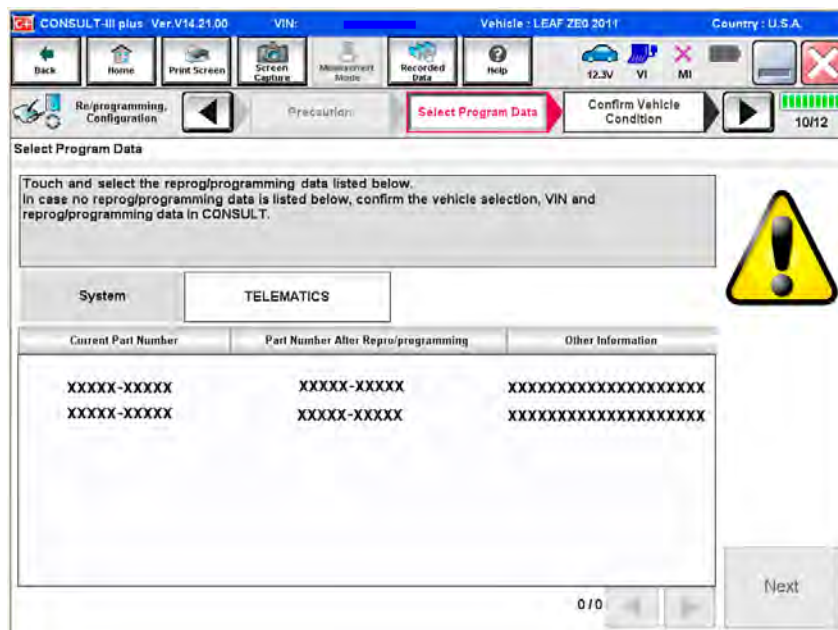 C+ CONSULT-III plus Ver.V14.21.00 VIN: Vehicle : LEAF ZE0 2011 Country : U.S.A.
Back Home Print Screen Screen Capture Measurement Mode Recorded Data Help 12.3V VI MI
Re/programming, Configuration Precaution Select Program Data Confirm Vehicle Condition 10/12
Select Program Data
Touch and select the reprog/programming data listed below.
In case no reprog/programming data is listed below, confirm the vehicle selection, VIN and
reprog/programming data in CONSULT.
System TELEMATICS
Current Part Number Part Number After Repro/programming Other Information
XXXXX-XXXXX XXXXX-XXXXX XXXXXXXXXXXXXXXXXXXX
XXXXX-XXXXX XXXXX-XXXXX XXXXXXXXXXXXXXXXXXXX
Next
0/0